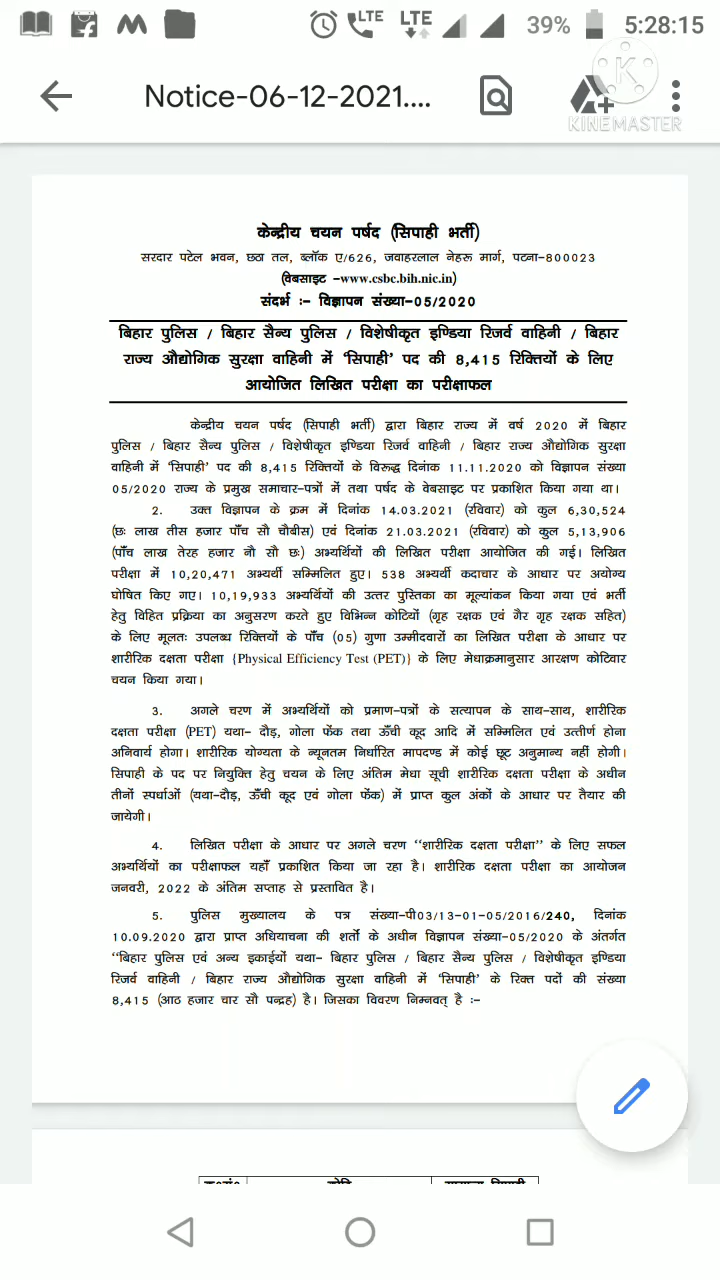 LTE LTE 39% 5:28:15
Notice-06-12-2021....
K
KINEMASTER
केन्द्रीय चयन पर्षद (सिपाही भर्ती)
सरदार पटेल भवन, छठा तल, ब्लॉक ए/626, जवाहरलाल नेहरू मार्ग, पटना-800023
(वेबसाइट -www.csbc.bih.nic.in)
संदर्भ :- विज्ञापन संख्या-05/2020
बिहार पुलिस / बिहार सैन्य पुलिस / विशेषीकृत इण्डिया रिजर्व वाहिनी / बिहार
राज्य औद्योगिक सुरक्षा वाहिनी में ‘सिपाही’ पद की 8,415 रिक्तियों के लिए
आयोजित लिखित परीक्षा का परीक्षाफल
केन्द्रीय चयन पर्षद (सिपाही भर्ती) द्वारा बिहार राज्य में वर्ष 2020 में बिहार
पुलिस / बिहार सैन्य पुलिस / विशेषीकृत इण्डिया रिजर्व वाहिनी / बिहार राज्य औद्योगिक सुरक्षा
वाहिनी में ‘सिपाही’ पद की 8,415 रिक्तियों के विरूद्ध दिनांक 11.11.2020 को विज्ञापन संख्या
05/2020 राज्य के प्रमुख समाचार-पत्रों में तथा पर्षद के वेबसाइट पर प्रकाशित किया गया था।
2. उक्त विज्ञापन के क्रम में दिनांक 14.03.2021 (रविवार) को कुल 6,30,524
(छः लाख तीस हजार पाँच सौ चौबीस) एवं दिनांक 21.03.2021 (रविवार) को कुल 5,13,906
(पाँच लाख तेरह हजार नौ सौ छः) अभ्यर्थियों की लिखित परीक्षा आयोजित की गई। लिखित
परीक्षा में 10,20,471 अभ्यर्थी सम्मिलित हुए। 538 अभ्यर्थी कदाचार के आधार पर अयोग्य
घोषित किए गए। 10,19,933 अभ्यर्थियों की उत्तर पुस्तिका का मूल्यांकन किया गया एवं भर्ती
हेतु विहित प्रक्रिया का अनुसरण करते हुए विभिन्न कोटियों (गृह रक्षक एवं गैर गृह रक्षक सहित)
के लिए मूलतः उपलब्ध रिक्तियों के पाँच (05) गुणा उम्मीदवारों का लिखित परीक्षा के आधार पर
शारीरिक दक्षता परीक्षा {Physical Efficiency Test (PET)} के लिए मेधाक्रमानुसार आरक्षण कोटिवार
चयन किया गया।
3. अगले चरण में अभ्यर्थियों को प्रमाण-पत्रों के सत्यापन के साथ-साथ, शारीरिक
दक्षता परीक्षा (PET) यथा- दौड़, गोला फेंक तथा ऊँची कूद आदि में सम्मिलित एवं उत्तीर्ण होना
अनिवार्य होगा। शारीरिक योग्यता के न्यूनतम निर्धारित मापदण्ड में कोई छूट अनुमान्य नहीं होगी।
सिपाही के पद पर नियुक्ति हेतु चयन के लिए अंतिम मेधा सूची शारीरिक दक्षता परीक्षा के अधीन
तीनों स्पर्धाओं (यथा-दौड़, ऊँची कूद एवं गोला फेंक) में प्राप्त कुल अंकों के आधार पर तैयार की
जायेगी।
4. लिखित परीक्षा के आधार पर अगले चरण “शारीरिक दक्षता परीक्षा” के लिए सफल
अभ्यर्थियों का परीक्षाफल यहाँ प्रकाशित किया जा रहा है। शारीरिक दक्षता परीक्षा का आयोजन
जनवरी, 2022 के अंतिम सप्ताह से प्रस्तावित है।
5. पुलिस मुख्यालय के पत्र संख्या-पी03/13-01-05/2016/240, दिनांक
10.09.2020 द्वारा प्राप्त अधियाचना की शर्तों के अधीन विज्ञापन संख्या-05/2020 के अंतर्गत
“बिहार पुलिस एवं अन्य इकाईयों यथा- बिहार पुलिस / बिहार सैन्य पुलिस / विशेषीकृत इण्डिया
रिजर्व वाहिनी / बिहार राज्य औद्योगिक सुरक्षा वाहिनी में ‘सिपाही’ के रिक्त पदों की संख्या
8,415 (आठ हजार चार सौ पन्द्रह) है। जिसका विवरण निम्नवत् है :-